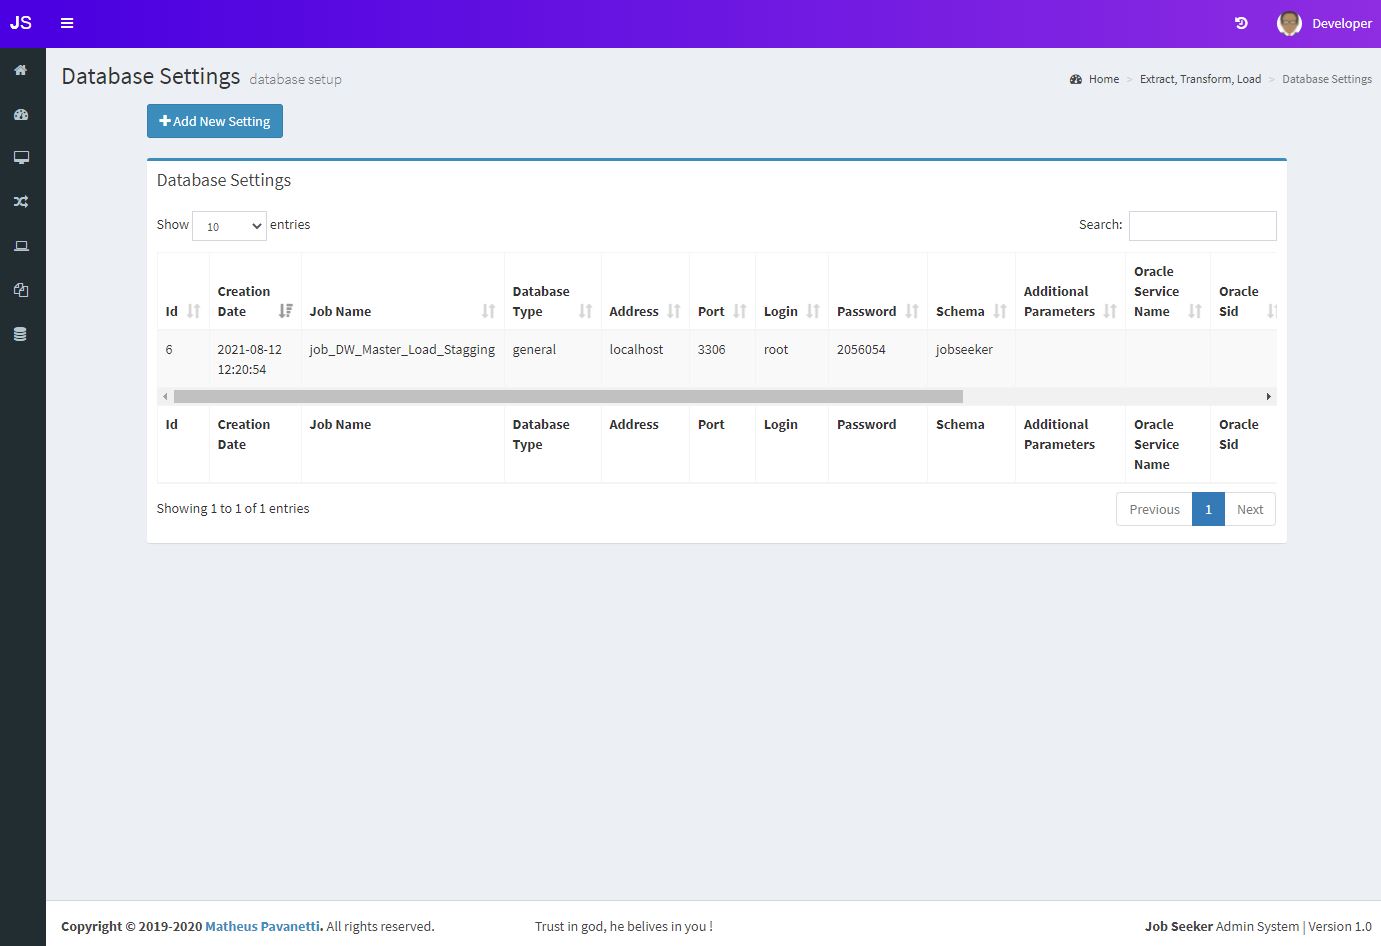 JS
Developer
Database Settings database setup
Home > Extract, Transform, Load > Database Settings
Add New Setting
Database Settings
Show 10 entries
Search:
Id Creation Date Job Name Database Type Address Port Login Password Schema Additional Parameters Oracle Service Name Oracle Sid
6 2021-08-12 12:20:54 job_DW_Master_Load_Stagging general localhost 3306 root 2056054 jobseeker
Id Creation Date Job Name Database Type Address Port Login Password Schema Additional Parameters Oracle Service Name Oracle Sid
Showing 1 to 1 of 1 entries
Previous 1 Next
Copyright © 2019-2020 Matheus Pavanetti. All rights reserved.
Trust in god, he belives in you !
Job Seeker Admin System | Version 1.0